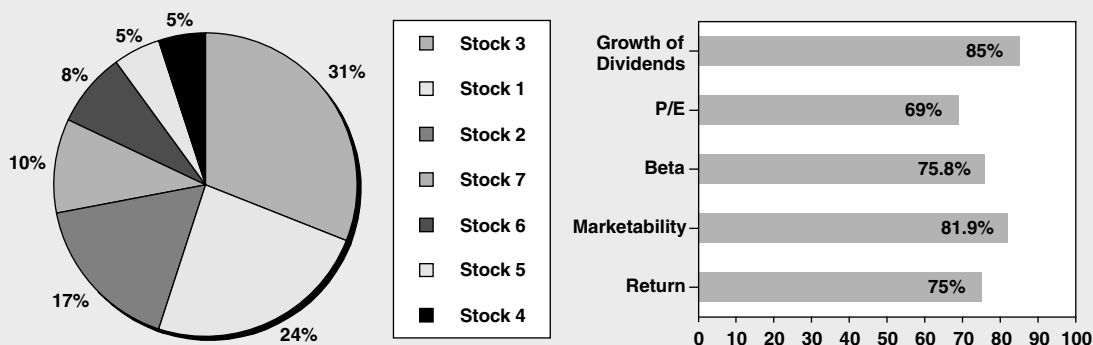 5%
5%
8%
10%
17%
24%
31%
Stock 3
Stock 1
Stock 2
Stock 7
Stock 6
Stock 5
Stock 4
Growth of
Dividends
85%
P/E
69%
Beta
75.8%
Marketability
81.9%
Return
75%
0 10 20 30 40 50 60 70 80 90 100